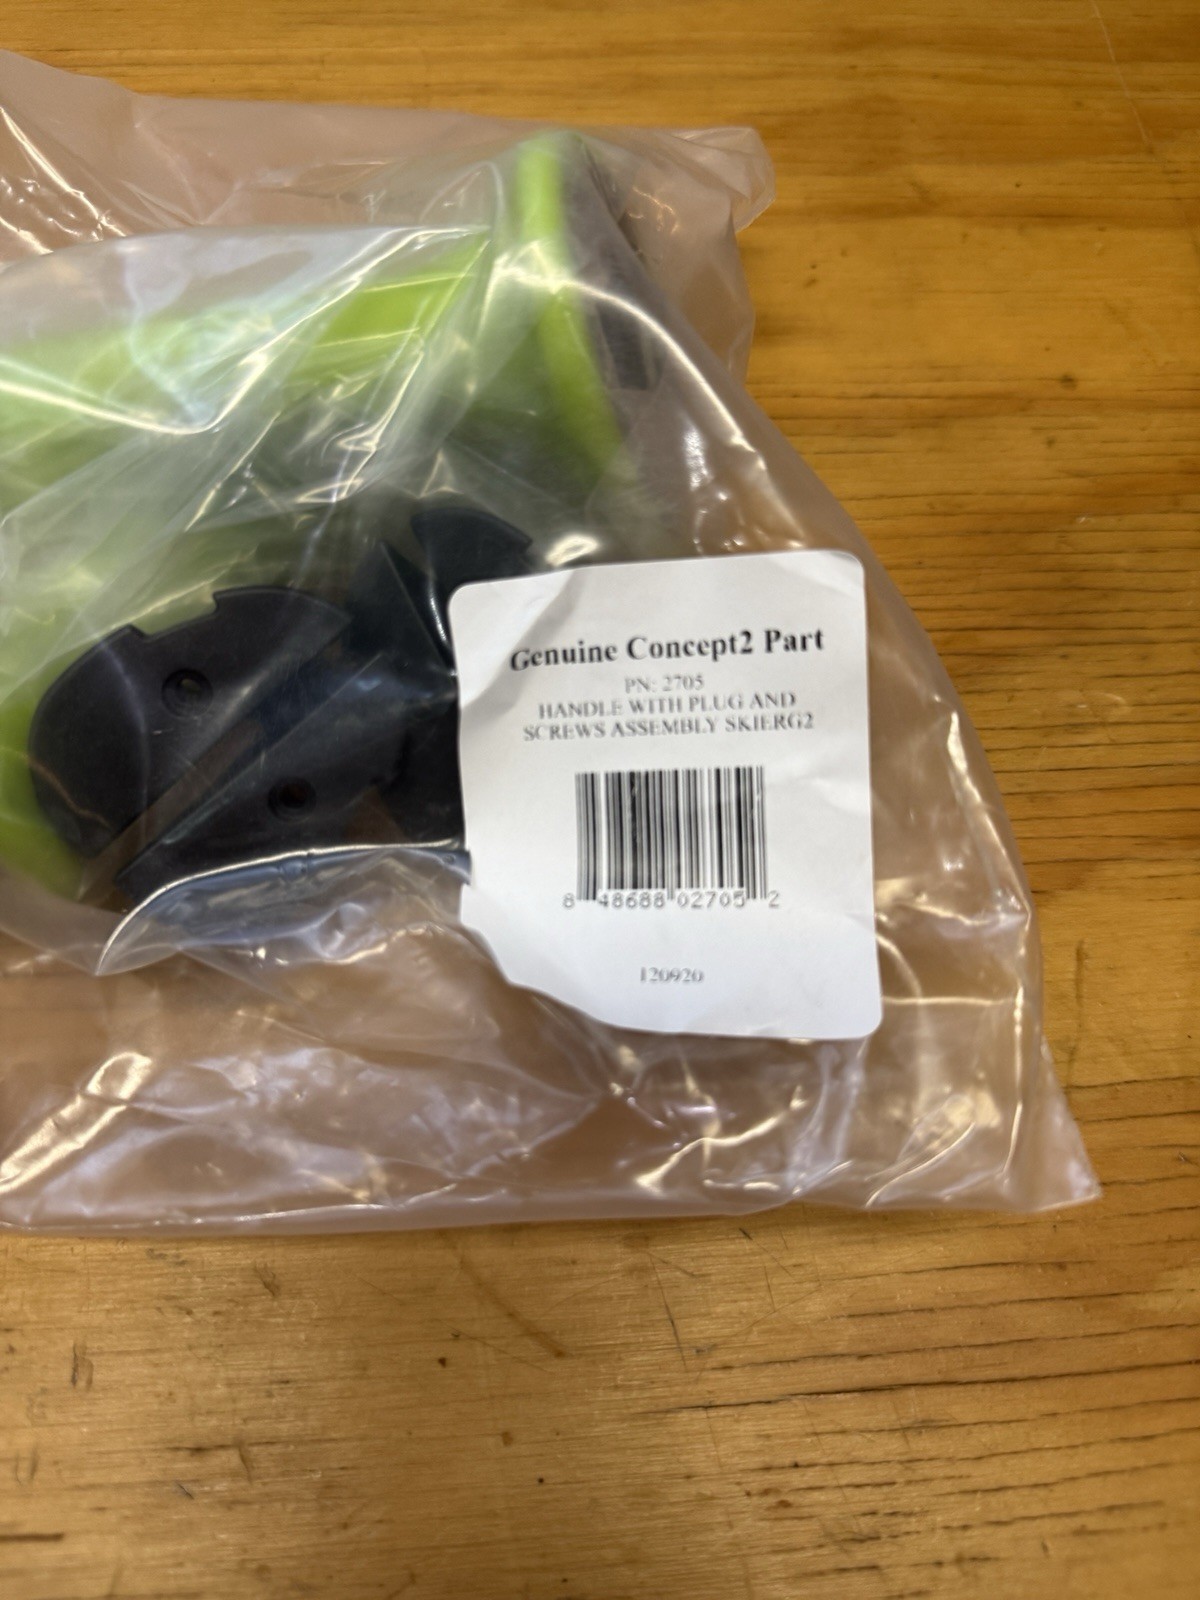 Genuine Concept2 Part
PN: 2705
HANDLE WITH PLUG AND
SCREWS ASSEMBLY SKIERG2
8 48688 02705 2
120920